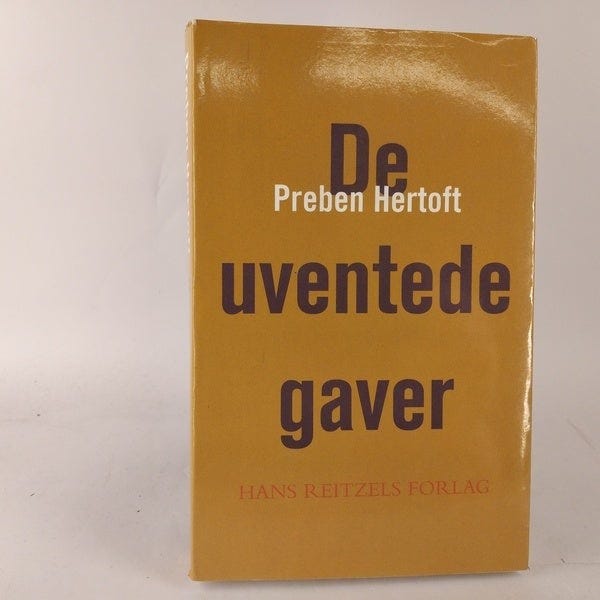 De
Preben Hertoft
uventede
gaver
HANS REITZELS FORLAG